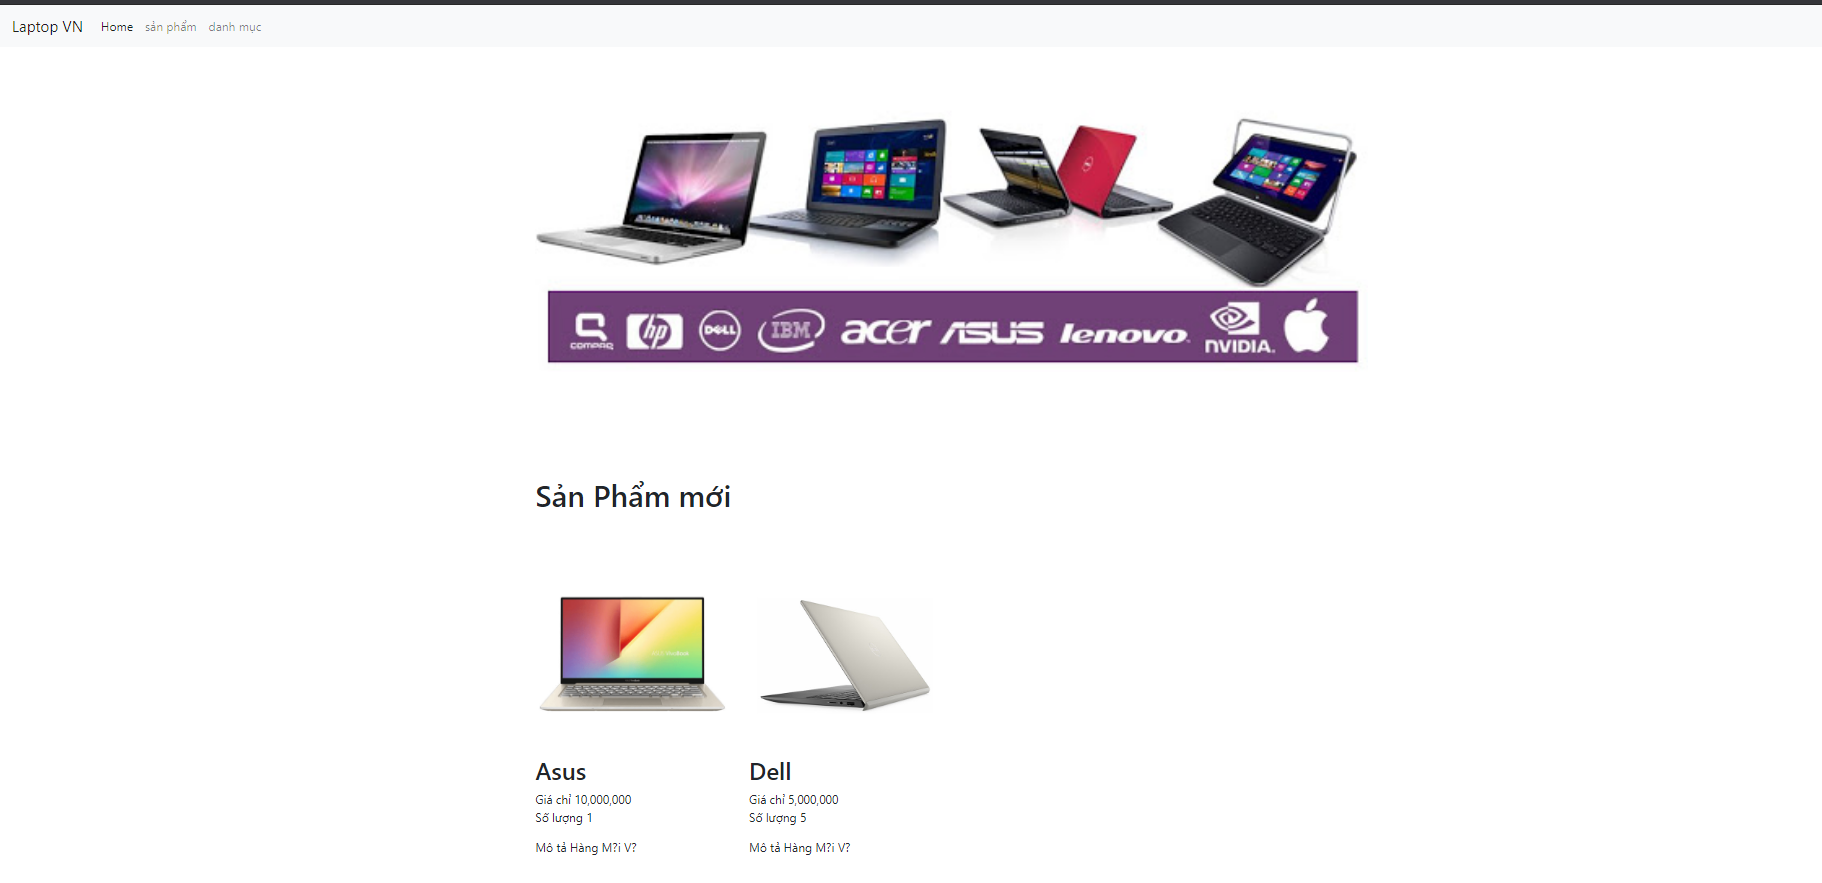 Laptop VN Home sản phẩm danh mục
COMPAQ hp DELL IBM acer ASUS lenovo NVIDIA
Sản Phẩm mới
Asus
Giá chỉ 10,000,000
Số lượng 1
Mô tả Hàng M?i V?
Dell
Giá chỉ 5,000,000
Số lượng 5
Mô tả Hàng M?i V?